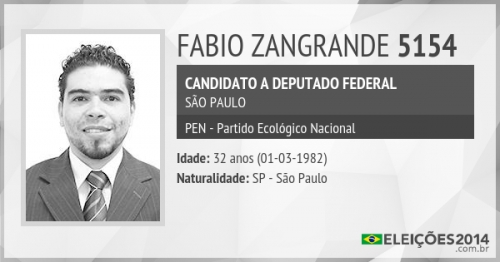 FABIO ZANGRANDE 5154
CANDIDATO A DEPUTADO FEDERAL
SÃO PAULO
PEN - Partido Ecológico Nacional
Idade: 32 anos (01-03-1982)
Naturalidade: SP - São Paulo
ELEIÇÕES2014
.com.br